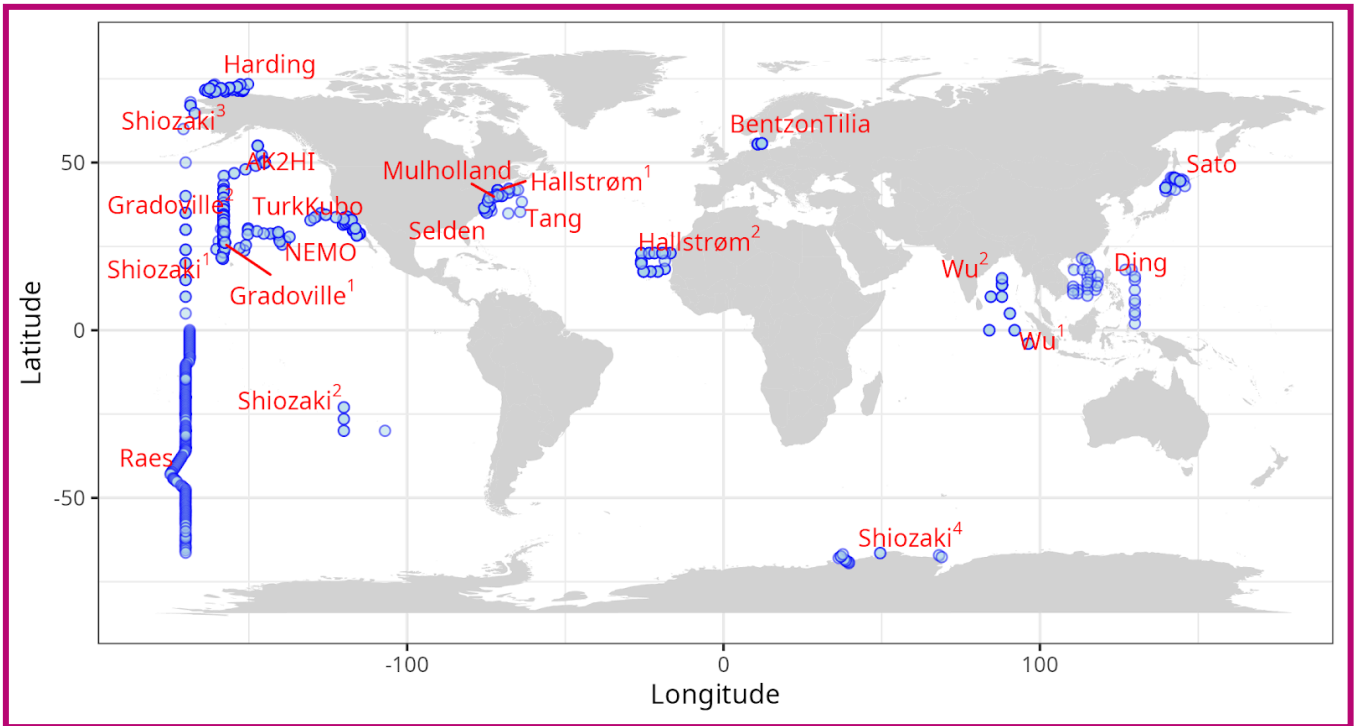 Harding
Shiozaki³
BentzonTilia
AK2HI
50
Mulholland
Hallstrøm¹
Sato
Gradoville²
TurkKubo
Tang
Selden
NEMO
Hallstrøm²
Shiozaki¹
Wu²
Ding
Gradoville¹
0
Wu¹
Latitude
Shiozaki²
Raes
-50
Shiozaki⁴
-100
0
100
Longitude